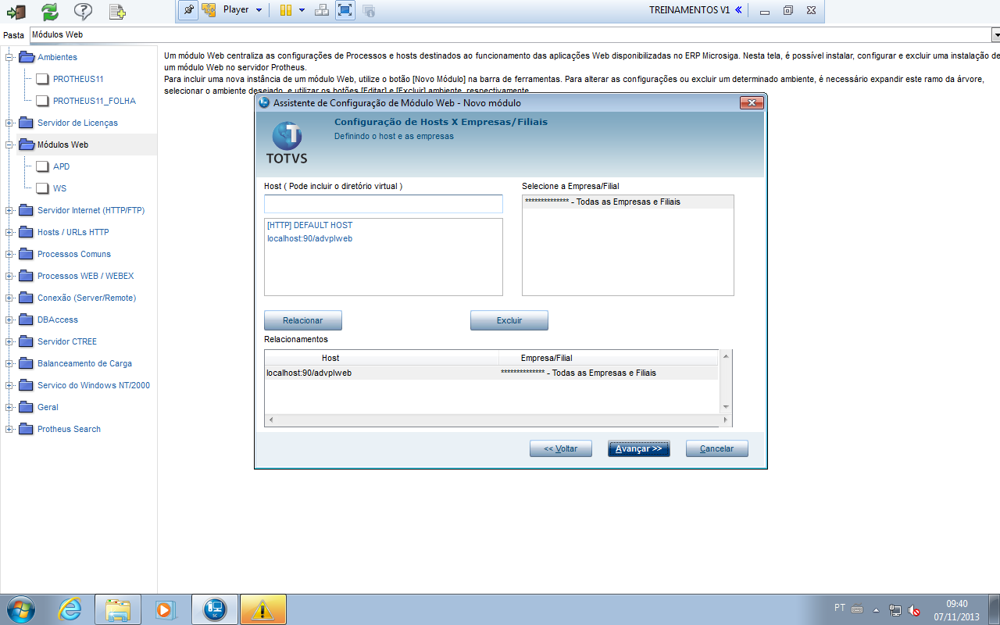 Player
TREINAMENTOS V1
Pasta
Módulos Web
Ambientes
PROTHEUS11
PROTHEUS11_FOLHA
Servidor de Licenças
Módulos Web
APD
WS
Servidor Internet (HTTP/FTP)
Hosts / URLs HTTP
Processos Comuns
Processos WEB / WEBEX
Conexão (Server/Remote)
DBAccess
Servidor CTREE
Balanceamento de Carga
Servico do Windows NT/2000
Geral
Protheus Search
Um módulo Web centraliza as configurações de Processos e hosts destinados ao funcionamento das aplicações Web disponibilizadas no ERP Microsiga. Nesta tela, é possível instalar, configurar e excluir uma instalação de
um módulo Web no servidor Protheus.
Para incluir uma nova instância de um módulo Web, utilize o botão [Novo Módulo] na barra de ferramentas. Para alterar as configurações ou excluir um determinado ambiente, é necessário expandir este ramo da árvore,
selecionar o ambiente desejado, e utilizar os botões [Editar] e [Excluir] ambiente, respectivamente.
Assistente de Configuração de Módulo Web - Novo módulo
TOTVS
Configuração de Hosts X Empresas/Filiais
Definindo o host e as empresas
Host ( Pode incluir o diretório virtual )
Selecione a Empresa/Filial
[HTTP] DEFAULT HOST
localhost:90/advplweb
************** - Todas as Empresas e Filiais
Relacionar
Excluir
Relacionamentos
Host
Empresa/Filial
localhost:90/advplweb
************** - Todas as Empresas e Filiais
<< Voltar
Avançar >>
Cancelar
SC
PT
09:40
07/11/2013